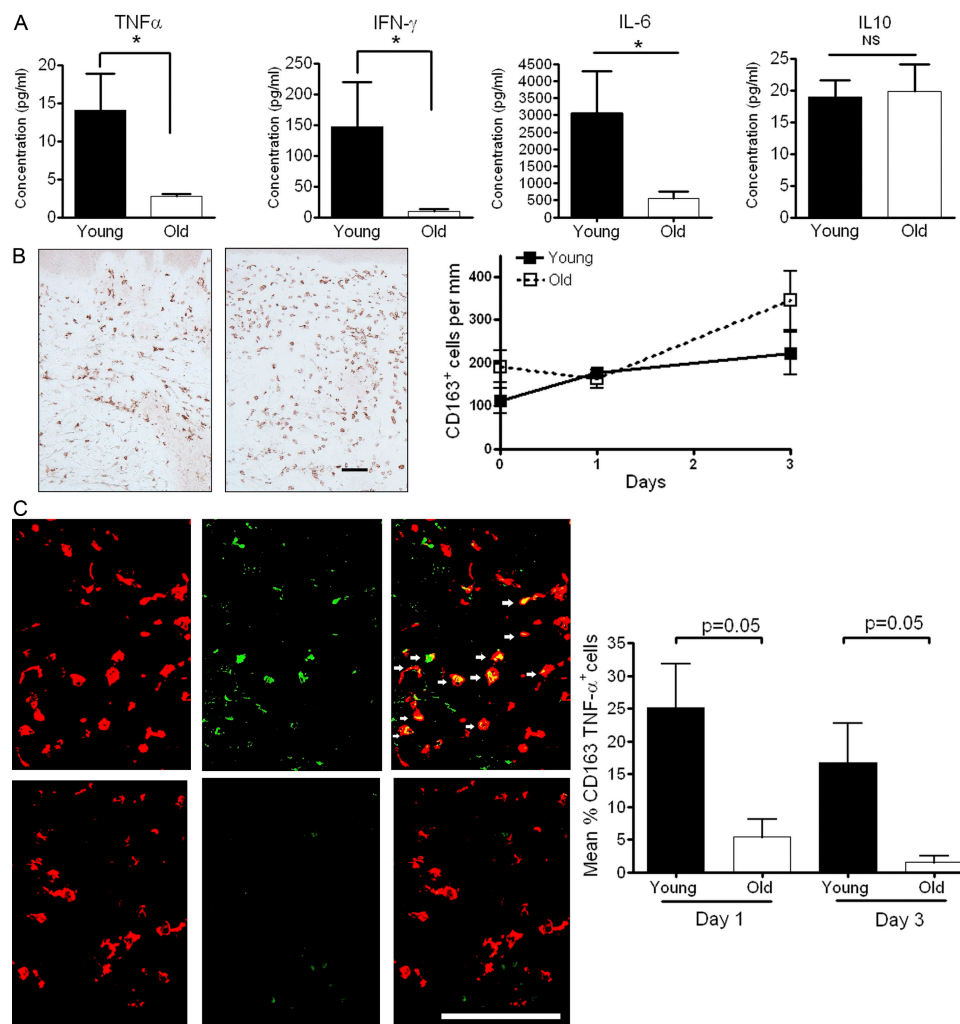 A
TNFα
*
Concentration (pg/ml)
20
15
10
5
0
Young Old
IFN-γ
*
Concentration (pg/ml)
250
200
150
100
50
0
Young Old
IL-6
*
Concentration (pg/ml)
4500
4000
3500
3000
2500
2000
1500
1000
500
0
Young Old
IL10
NS
Concentration (pg/ml)
25
20
15
10
5
0
Young Old
B
CD163⁺ cells per mm
400
300
200
100
0
Young
Old
0 1 2 3
Days
C
Mean % CD163 TNF-α⁺ cells
35
30
25
20
15
10
5
0
p=0.05 p=0.05
Young Old Young Old
Day 1 Day 3